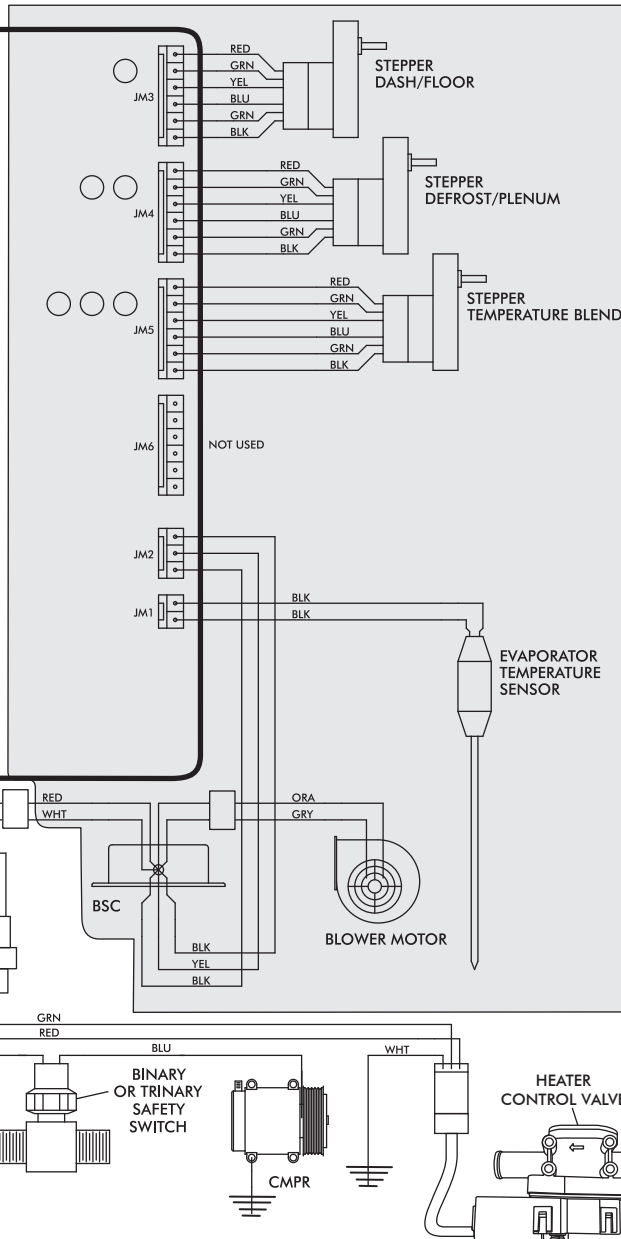 RED
GRN
YEL
BLU
GRN
BLK
JM3
STEPPER
DASH/FLOOR
RED
GRN
YEL
BLU
GRN
BLK
JM4
STEPPER
DEFROST/PLENUM
RED
GRN
YEL
BLU
GRN
BLK
JM5
STEPPER
TEMPERATURE BLEND
JM6
NOT USED
JM2
JM1
BLK
BLK
EVAPORATOR
TEMPERATURE
SENSOR
RED
WHT
ORA
GRY
BSC
BLOWER MOTOR
BLK
YEL
BLK
GRN
RED
BLU
WHT
BINARY
OR TRINARY
SAFETY
SWITCH
CMPR
HEATER
CONTROL VALVE